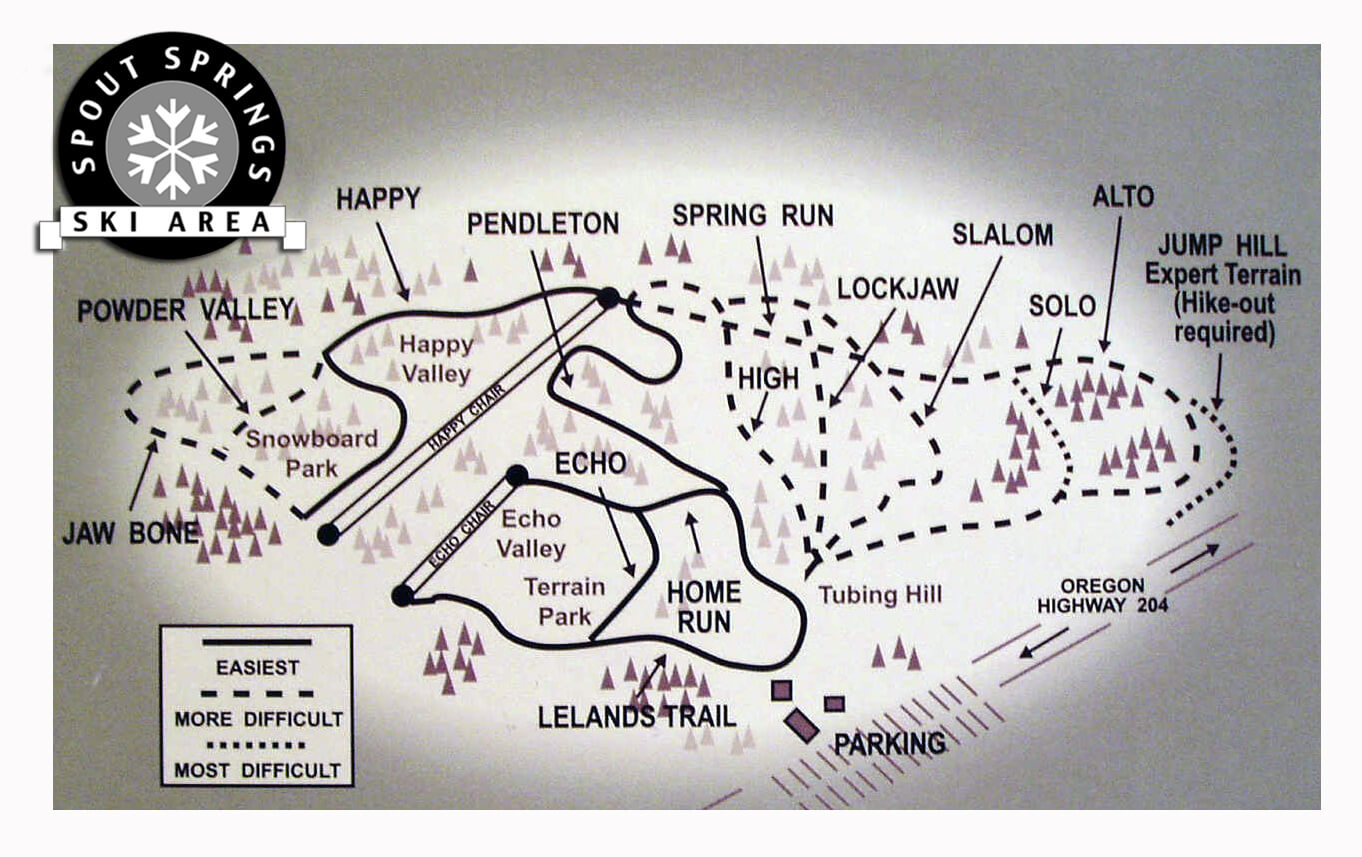 SPOUT SPRINGS
SKI AREA
HAPPY
PENDLETON
SPRING RUN
SLALOM
ALTO
JUMP HILL
Expert Terrain
(Hike-out
required)
POWDER VALLEY
LOCKJAW
SOLO
Happy
Valley
HIGH
HAPPY CHAIR
Snowboard
Park
ECHO
JAW BONE
ECHO CHAIR
Echo
Valley
Terrain
Park
HOME
RUN
Tubing Hill
OREGON
HIGHWAY 204
LELANDS TRAIL
PARKING
EASIEST
MORE DIFFICULT
MOST DIFFICULT